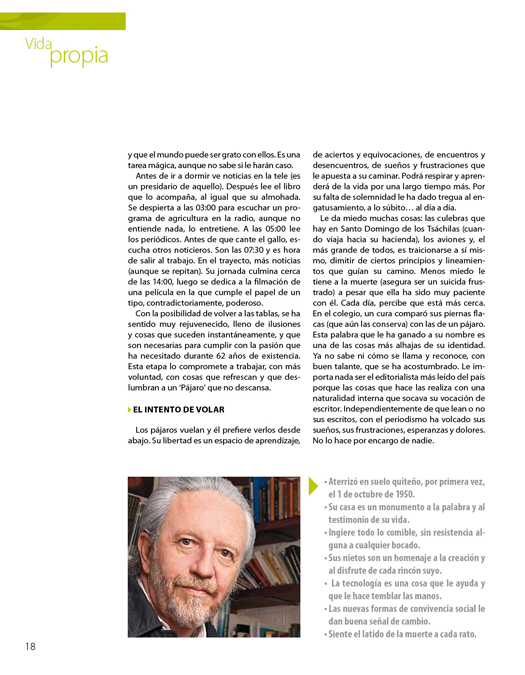 Vida
propia
y que el mundo puede ser grato con ellos. Es una
tarea mágica, aunque no sabe si le harán caso.
Antes de ir a dormir ve noticias en la tele (es
un presidario de aquello). Después lee el libro
que lo acompaña, al igual que su almohada.
Se despierta a las 03:00 para escuchar un pro-
grama de agricultura en la radio, aunque no
entiende nada, lo entretiene. A las 05:00 lee
los periódicos. Antes de que cante el gallo, es-
cucha otros noticieros. Son las 07:30 y es hora
de salir al trabajo. En el trayecto, más noticias
(aunque se repitan). Su jornada culmina cerca
de las 14:00, luego se dedica a la filmación de
una película en la que cumple el papel de un
tipo, contradictoriamente, poderoso.
Con la posibilidad de volver a las tablas, se ha
sentido muy rejuvenecido, lleno de ilusiones
y cosas que suceden instantáneamente, y que
son necesarias para cumplir con la pasión que
ha necesitado durante 62 años de existencia.
Esta etapa lo compromete a trabajar, con más
voluntad, con cosas que refrescan y que des-
lumbran a un ‘Pájaro’ que no descansa.
EL INTENTO DE VOLAR
Los pájaros vuelan y él prefiere verlos desde
abajo. Su libertad es un espacio de aprendizaje,
de aciertos y equivocaciones, de encuentros y
desencuentros, de sueños y frustraciones que
le apuesta a su caminar. Podrá respirar y apren-
derá de la vida por una largo tiempo más. Por
su falta de solemnidad le ha dado tregua al en-
gatusamiento, a lo súbito… al día a día.
Le da miedo muchas cosas: las culebras que
hay en Santo Domingo de los Tsáchilas (cuan-
do viaja hacia su hacienda), los aviones y, el
más grande de todos, es traicionarse a sí mis-
mo, dimitir de ciertos principios y lineamien-
tos que guían su camino. Menos miedo le
tiene a la muerte (asegura ser un suicida frus-
trado) a pesar que ella ha sido muy paciente
con él. Cada día, percibe que está más cerca.
En el colegio, un cura comparó sus piernas fla-
cas (que aún las conserva) con las de un pájaro.
Esta palabra que le ha ganado a su nombre es
una de las cosas más alhajas de su identidad.
Ya no sabe ni cómo se llama y reconoce, con
buen talante, que se ha acostumbrado. Le im-
porta nada ser el editorialista más leído del país
porque las cosas que hace las realiza con una
naturalidad interna que socava su vocación de
escritor. Independientemente de que lean o no
sus escritos, con el periodismo ha volcado sus
sueños, sus frustraciones, esperanzas y dolores.
No lo hace por encargo de nadie.
• Aterrizó en suelo quiteño, por primera vez,
el 1 de octubre de 1950.
• Su casa es un monumento a la palabra y al
testimonio de su vida.
• Ingiere todo lo comible, sin resistencia al-
guna a cualquier bocado.
• Sus nietos son un homenaje a la creación y
al disfrute de cada rincón suyo.
• La tecnología es una cosa que le ayuda y
que le hace temblar las manos.
• Las nuevas formas de convivencia social le
dan buena señal de cambio.
• Siente el latido de la muerte a cada rato.
18